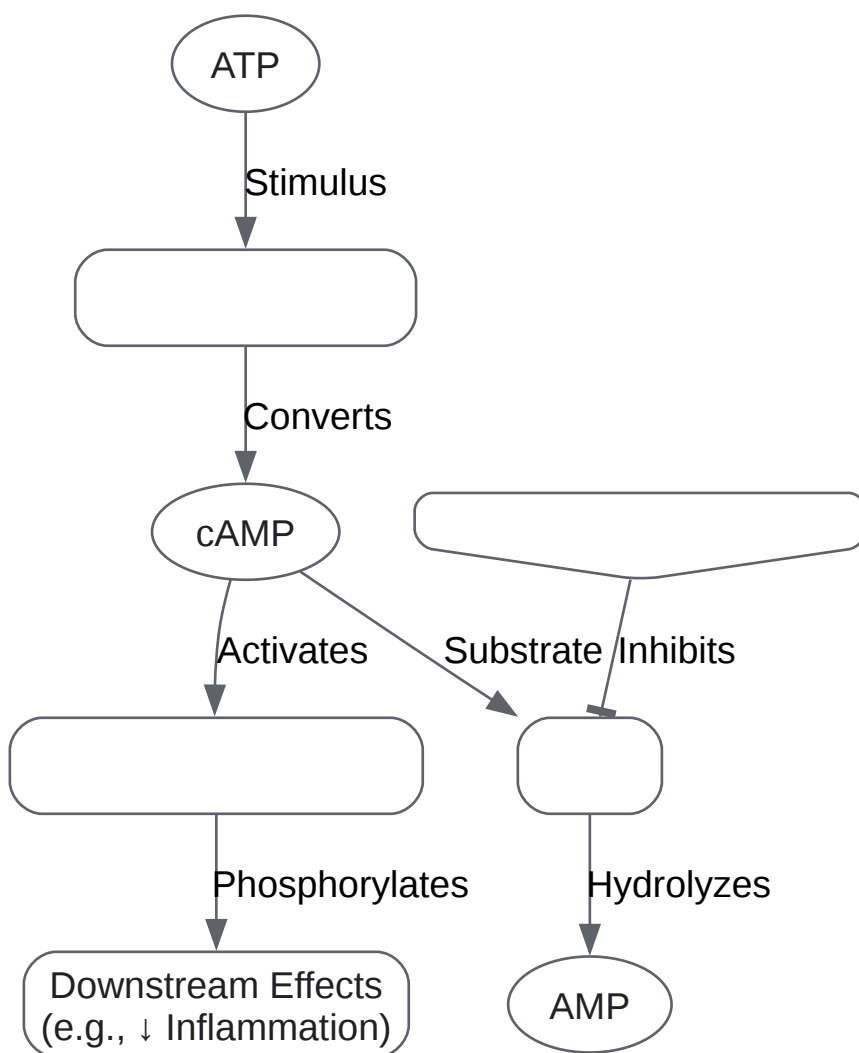 ATP
Stimulus
Converts
cAMP
Activates
Substrate
Inhibits
Phosphorylates
Hydrolyzes
Downstream Effects
(e.g., ↓ Inflammation)
AMP